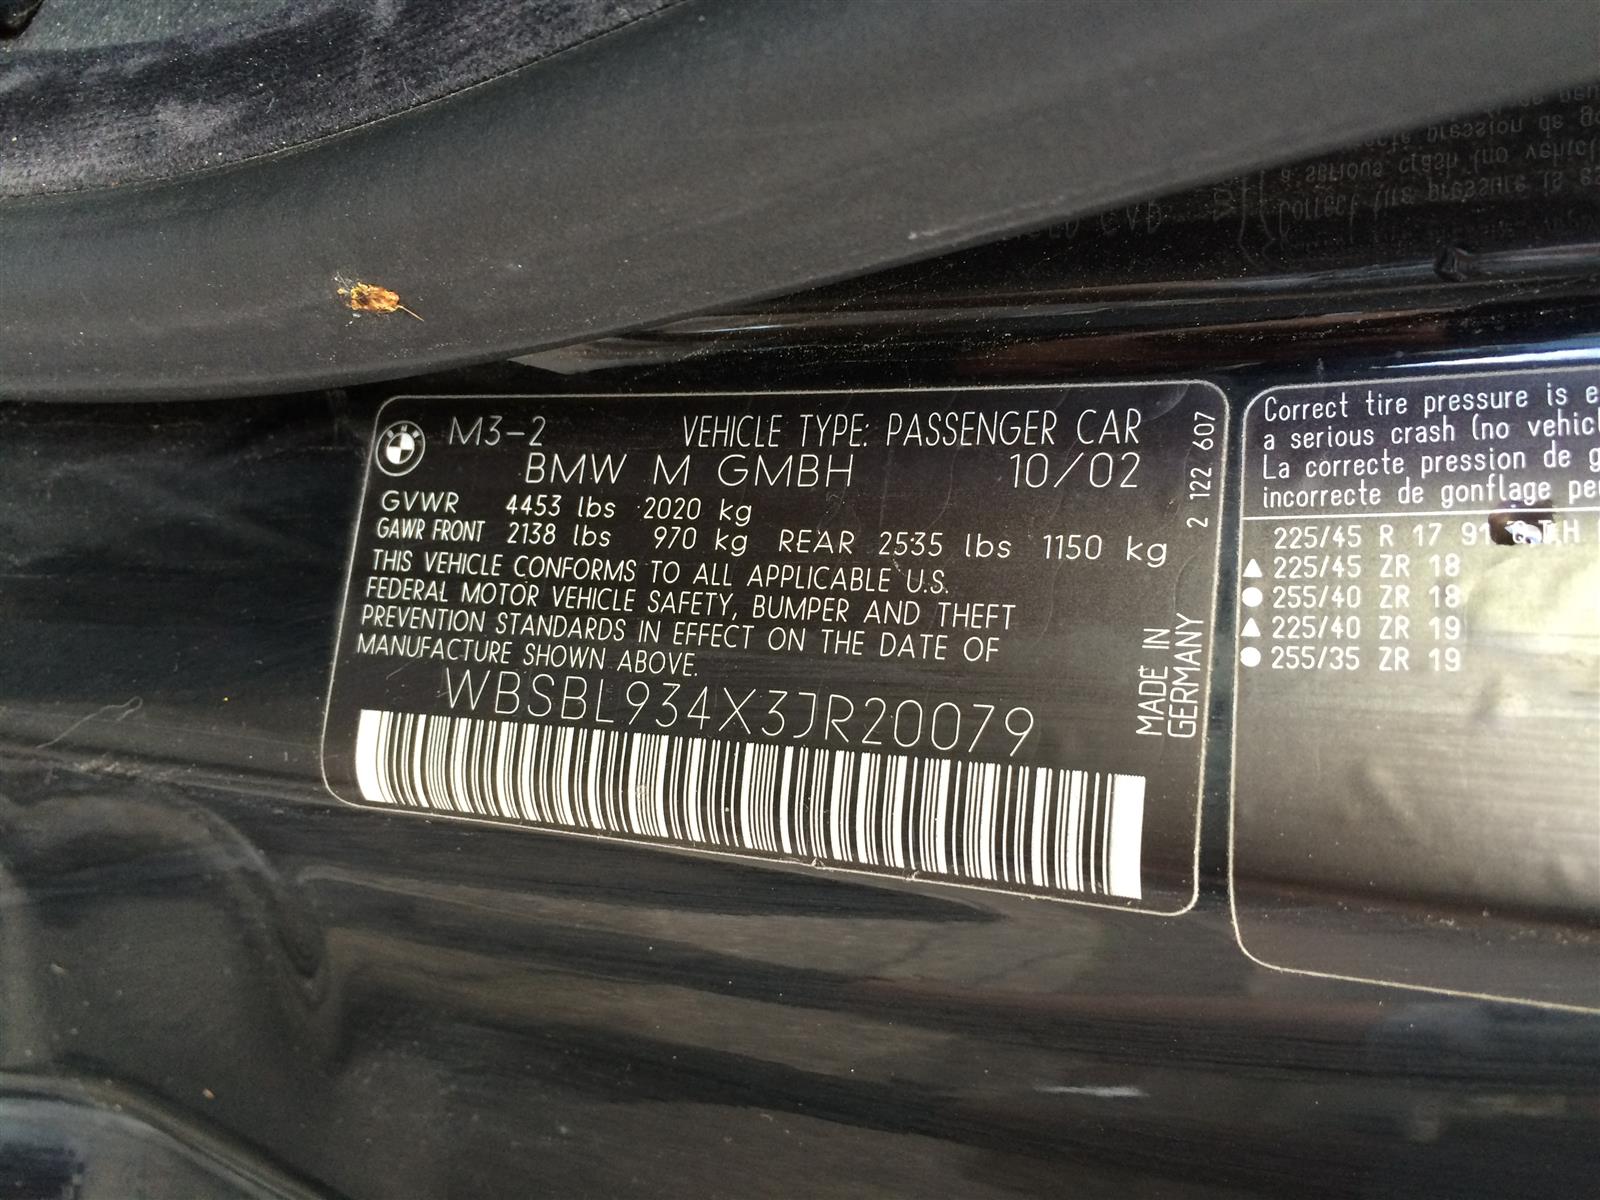 M3-2 VEHICLE TYPE: PASSENGER CAR
BMW M GMBH 10/02
GVWR 4453 lbs 2020 kg
GAWR FRONT 2138 lbs 970 kg REAR 2535 lbs 1150 kg
THIS VEHICLE CONFORMS TO ALL APPLICABLE U.S.
FEDERAL MOTOR VEHICLE SAFETY, BUMPER AND THEFT
PREVENTION STANDARDS IN EFFECT ON THE DATE OF
MANUFACTURE SHOWN ABOVE.
WBSBL934X3JR20079
MADE IN
GERMANY
2 122 607
Correct tire pressure is
a serious crash (no
La correcte pression de
incorrecte de gonflage
225/45 R 17 91
▲ 225/45 ZR 18
● 255/40 ZR 18
▲ 225/40 ZR 19
● 255/35 ZR 19